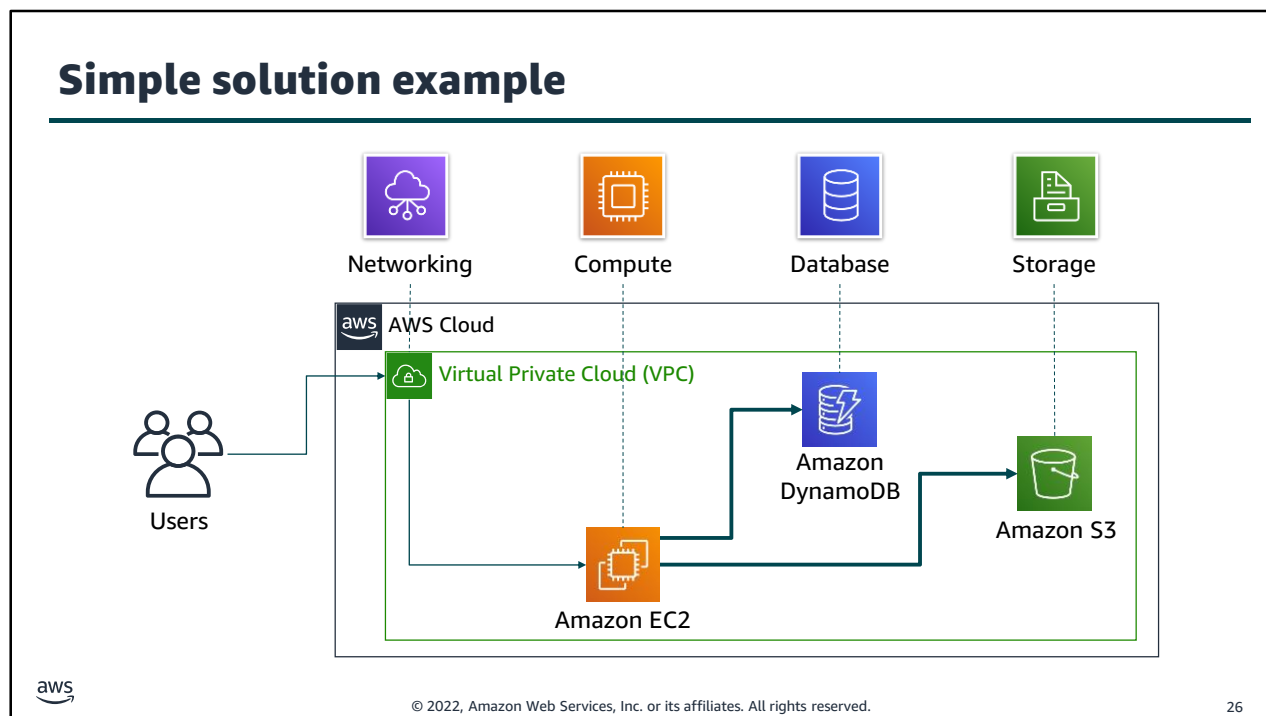 Simple solution example
Networking
Compute
Database
Storage
aws
AWS Cloud
Virtual Private Cloud (VPC)
Users
Amazon
DynamoDB
Amazon S3
Amazon EC2
aws
© 2022, Amazon Web Services, Inc. or its affiliates. All rights reserved.
26